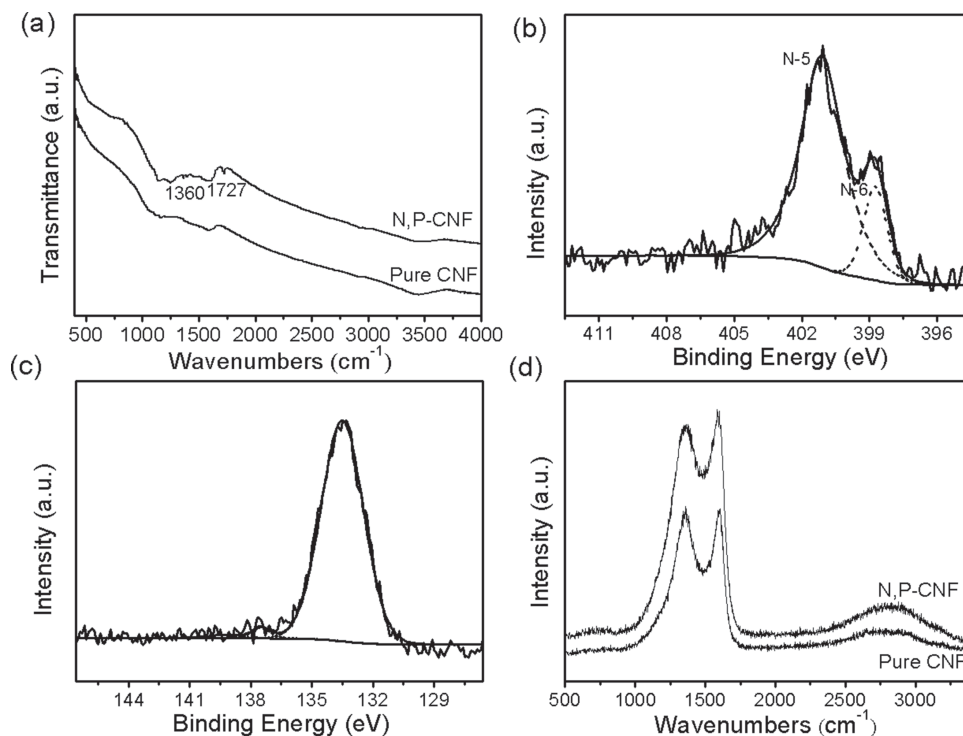 (a)
Transmittance (a.u.)
1360 1727
N,P-CNF
Pure CNF
500 1000 1500 2000 2500 3000 3500 4000
Wavenumbers (cm⁻¹)
(b)
Intensity (a.u.)
N-5
N-6
411 408 405 402 399 396
Binding Energy (eV)
(c)
Intensity (a.u.)
144 141 138 135 132 129
Binding Energy (eV)
(d)
Intensity (a.u.)
N,P-CNF
Pure CNF
500 1000 1500 2000 2500 3000
Wavenumbers (cm⁻¹)